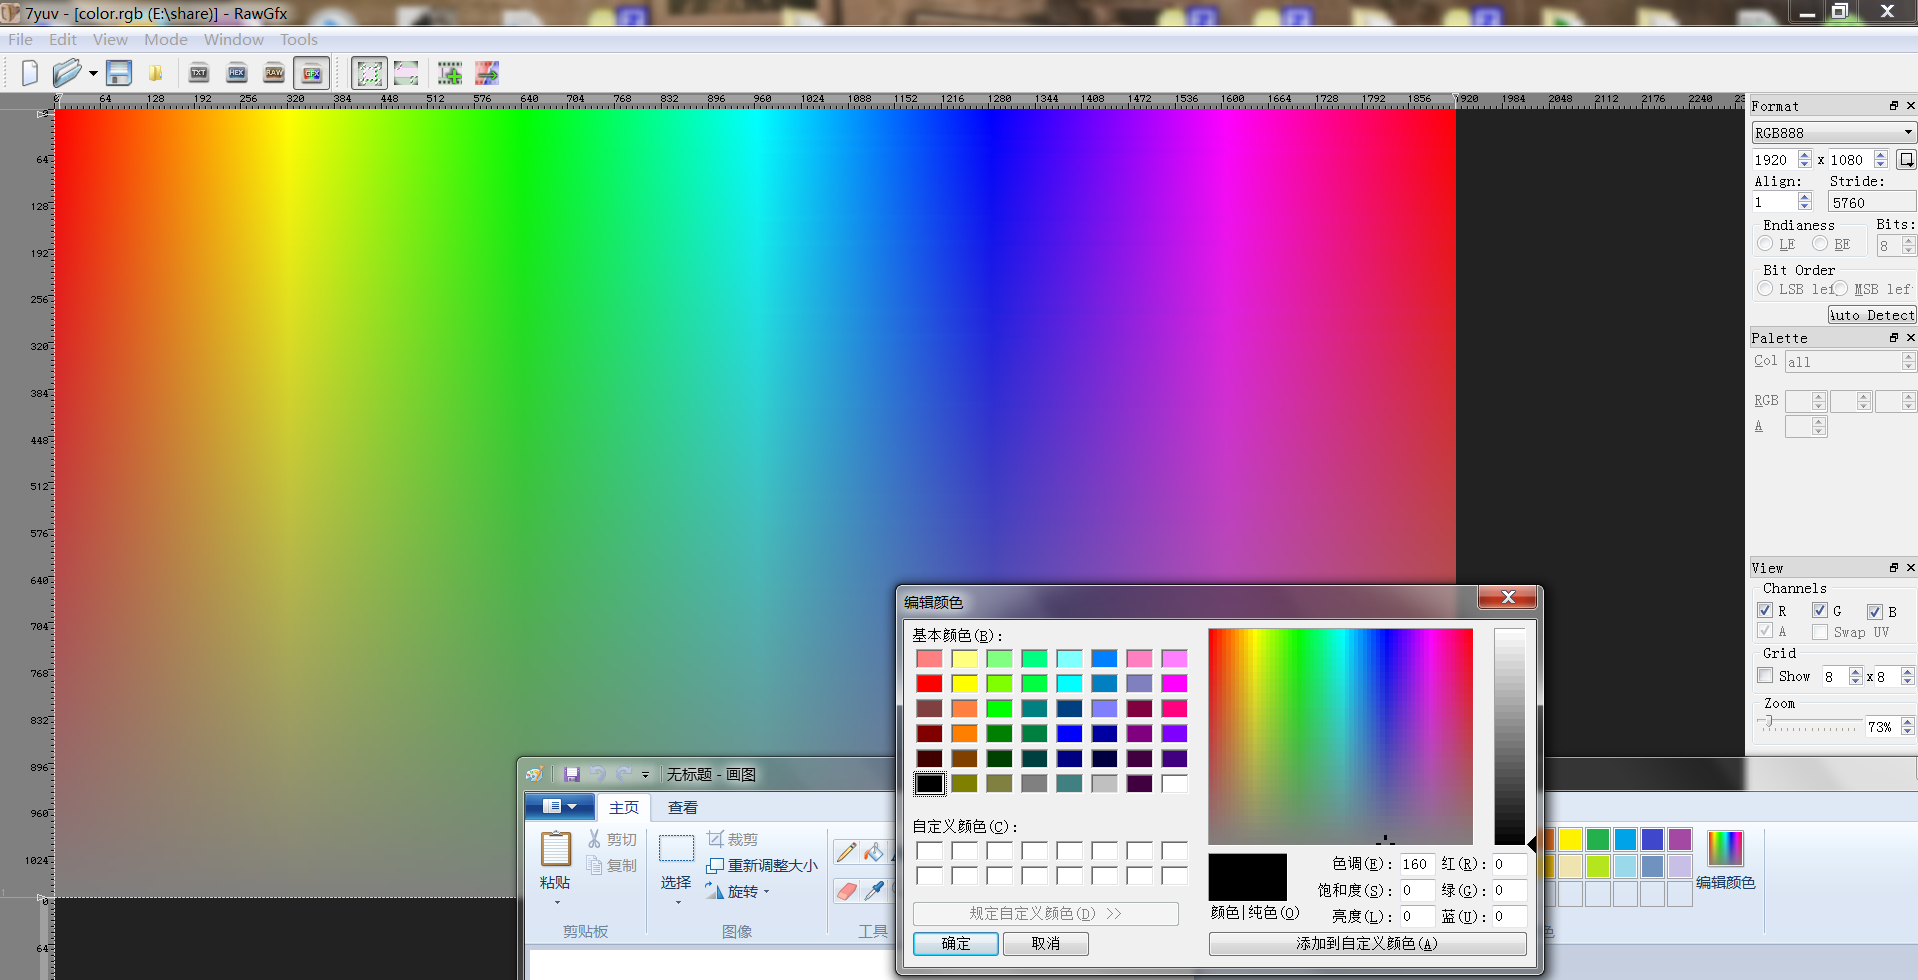 7yuv - [color.rgb (E:\share)] - RawGfx
File Edit View Mode Window Tools
TXT HEX RAW GFX
0 64 128 192 256 320 384 448 512 576 640 704 768 832 896 960 1024 1088 1152 1216 1280 1344 1408 1472 1536 1600 1664 1728 1792 1856 1920 1984 2048 2112 2176 2240
64
128
192
256
320
384
448
512
576
640
704
768
832
896
960
1024
0
64
Format
RGB888
1920 x 1080
Align: Stride:
1 5760
Endianess Bits:
LE BE 8
Bit Order
LSB lef MSB lef
Auto Detect
Palette
Col all
RGB
A
View
Channels
R G B
A Swap UV
Grid
Show 8 x 8
Zoom
73%
编辑颜色
基本颜色(B):
自定义颜色(C):
规定自定义颜色(D) >>
确定 取消
颜色|纯色(O)
色调(E): 160 红(R): 0
饱和度(S): 0 绿(G): 0
亮度(L): 0 蓝(U): 0
添加到自定义颜色(A)
无标题 - 画图
主页 查看
粘贴
剪切
复制
剪贴板
选择
裁剪
重新调整大小
旋转
图像
工具
编辑颜色